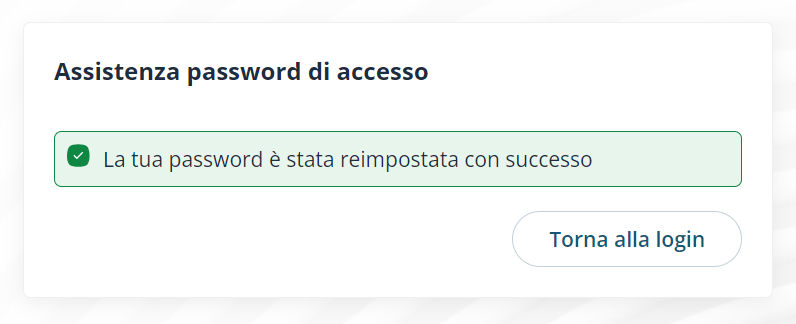 Assistenza password di accesso
La tua password è stata reimpostata con successo
Torna alla login